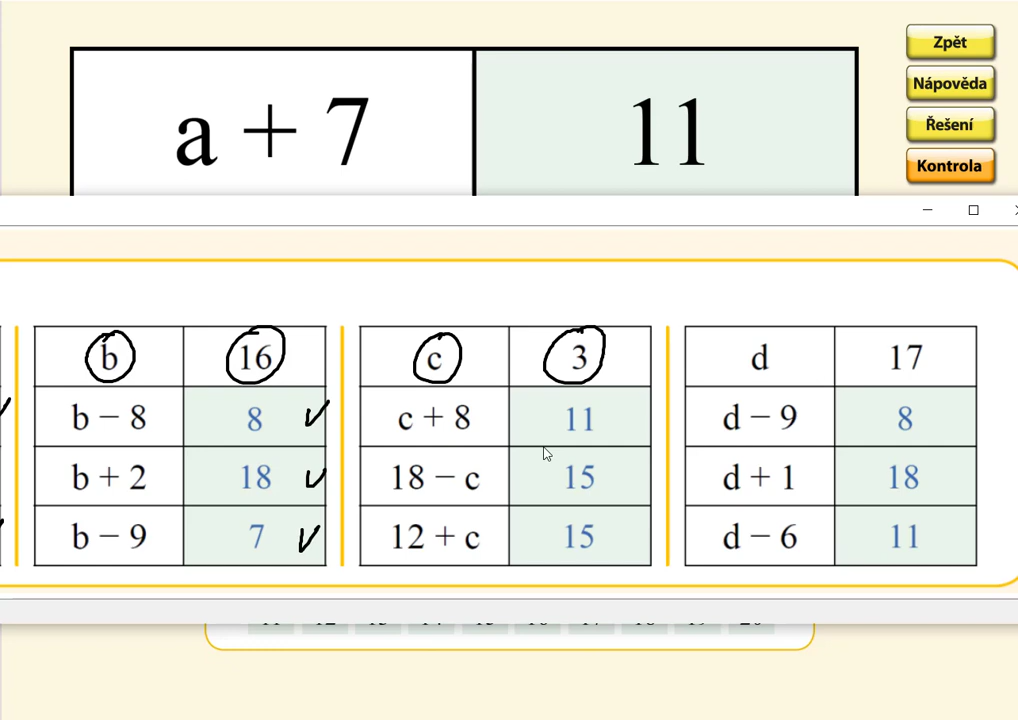 a + 7 11
Zpět
Nápověda
Řešení
Kontrola
b 16
b − 8 8
b + 2 18
b − 9 7
c 3
c + 8 11
18 − c 15
12 + c 15
d 17
d − 9 8
d + 1 18
d − 6 11